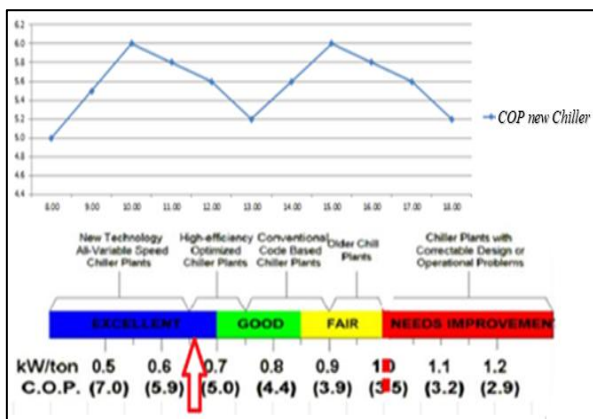 6.2
6.0
5.8
5.6
5.4
5.2
5.0
4.8
4.6
4.4
8.00 9.00 10.00 11.00 12.00 13.00 14.00 15.00 16.00 17.00 18.00
COP new Chiller
New Technology
All-Variable Speed
Chiller Plants
High-efficiency
Optimized
Chiller Plants
Conventional
Code Based
Chiller Plants
Older Chill
Plants
Chiller Plants with
Correctable Design or
Operational Problems
EXCELLENT GOOD FAIR NEEDS IMPROVEMENT
kW/ton 0.5 0.6 0.7 0.8 0.9 1.0 1.1 1.2
C.O.P. (7.0) (5.9) (5.0) (4.4) (3.9) (3.5) (3.2) (2.9)